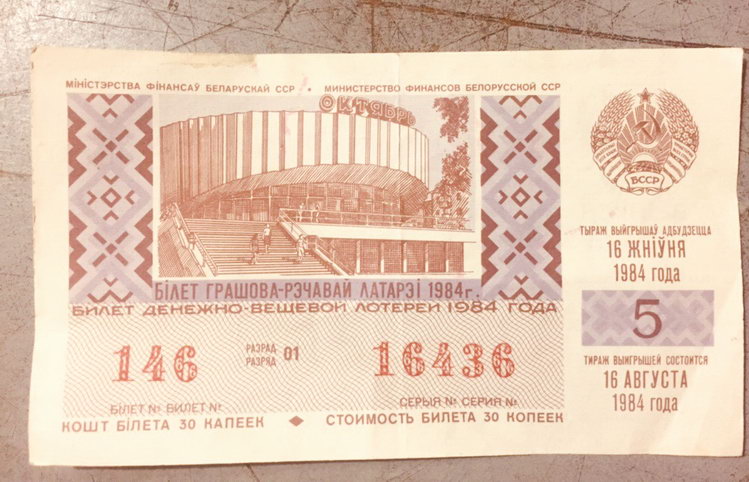 МІНІСТЭРСТВА ФІНАНСАЎ БЕЛАРУСКАЙ ССР · МИНИСТЕРСТВО ФИНАНСОВ БЕЛОРУССКОЙ ССР
ОКТЯБРЬ
БІЛЕТ ГРАШОВА-РЭЧАВАЙ ЛАТАРЭІ 1984г.
БИЛЕТ ДЕНЕЖНО-ВЕЩЕВОЙ ЛОТЕРЕИ 1984 ГОДА
146 РАЗРАД 01 16436
РАЗРЯД
БІЛЕТ № БИЛЕТ № СЕРЫЯ № СЕРИЯ №
КОШТ БІЛЕТА 30 КАПЕЕК ◆ СТОИМОСТЬ БИЛЕТА 30 КОПЕЕК
БССР
ТЫРАЖ ВЫЙГРЫШАЎ АДБУДЗЕЦЦА
16 ЖНІЎНЯ
1984 года
5
ТИРАЖ ВЫИГРЫШЕЙ СОСТОИТСЯ
16 АВГУСТА
1984 года